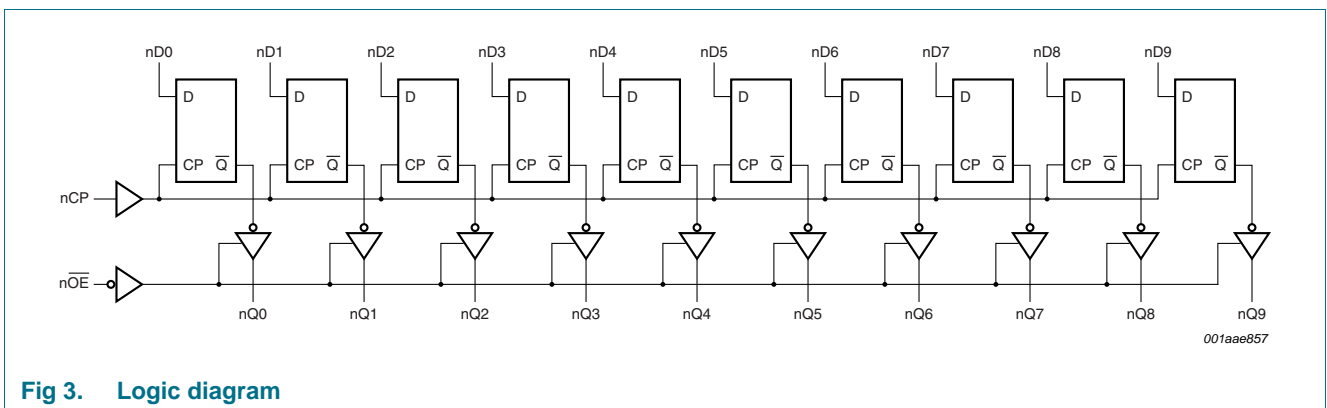 nD0 nD1 nD2 nD3 nD4 nD5 nD6 nD7 nD8 nD9
D D D D D D D D D D
CP Q̅ CP Q̅ CP Q̅ CP Q̅ CP Q̅ CP Q̅ CP Q̅ CP Q̅ CP Q̅ CP Q̅
nCP
nO̅E̅
nQ0 nQ1 nQ2 nQ3 nQ4 nQ5 nQ6 nQ7 nQ8 nQ9
001aae857
Fig 3. Logic diagram